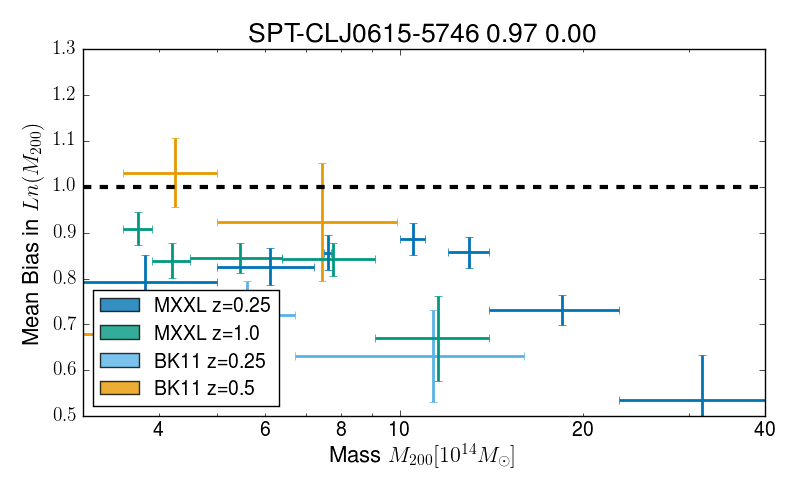 SPT-CLJ0615-5746 0.97 0.00
1.3
1.2
1.1
1.0
0.9
0.8
0.7
0.6
0.5
Mean Bias in Ln(M₂₀₀)
MXXL z=0.25
MXXL z=1.0
BK11 z=0.25
BK11 z=0.5
4 6 8 10 20 40
Mass M₂₀₀[10¹⁴M☉]